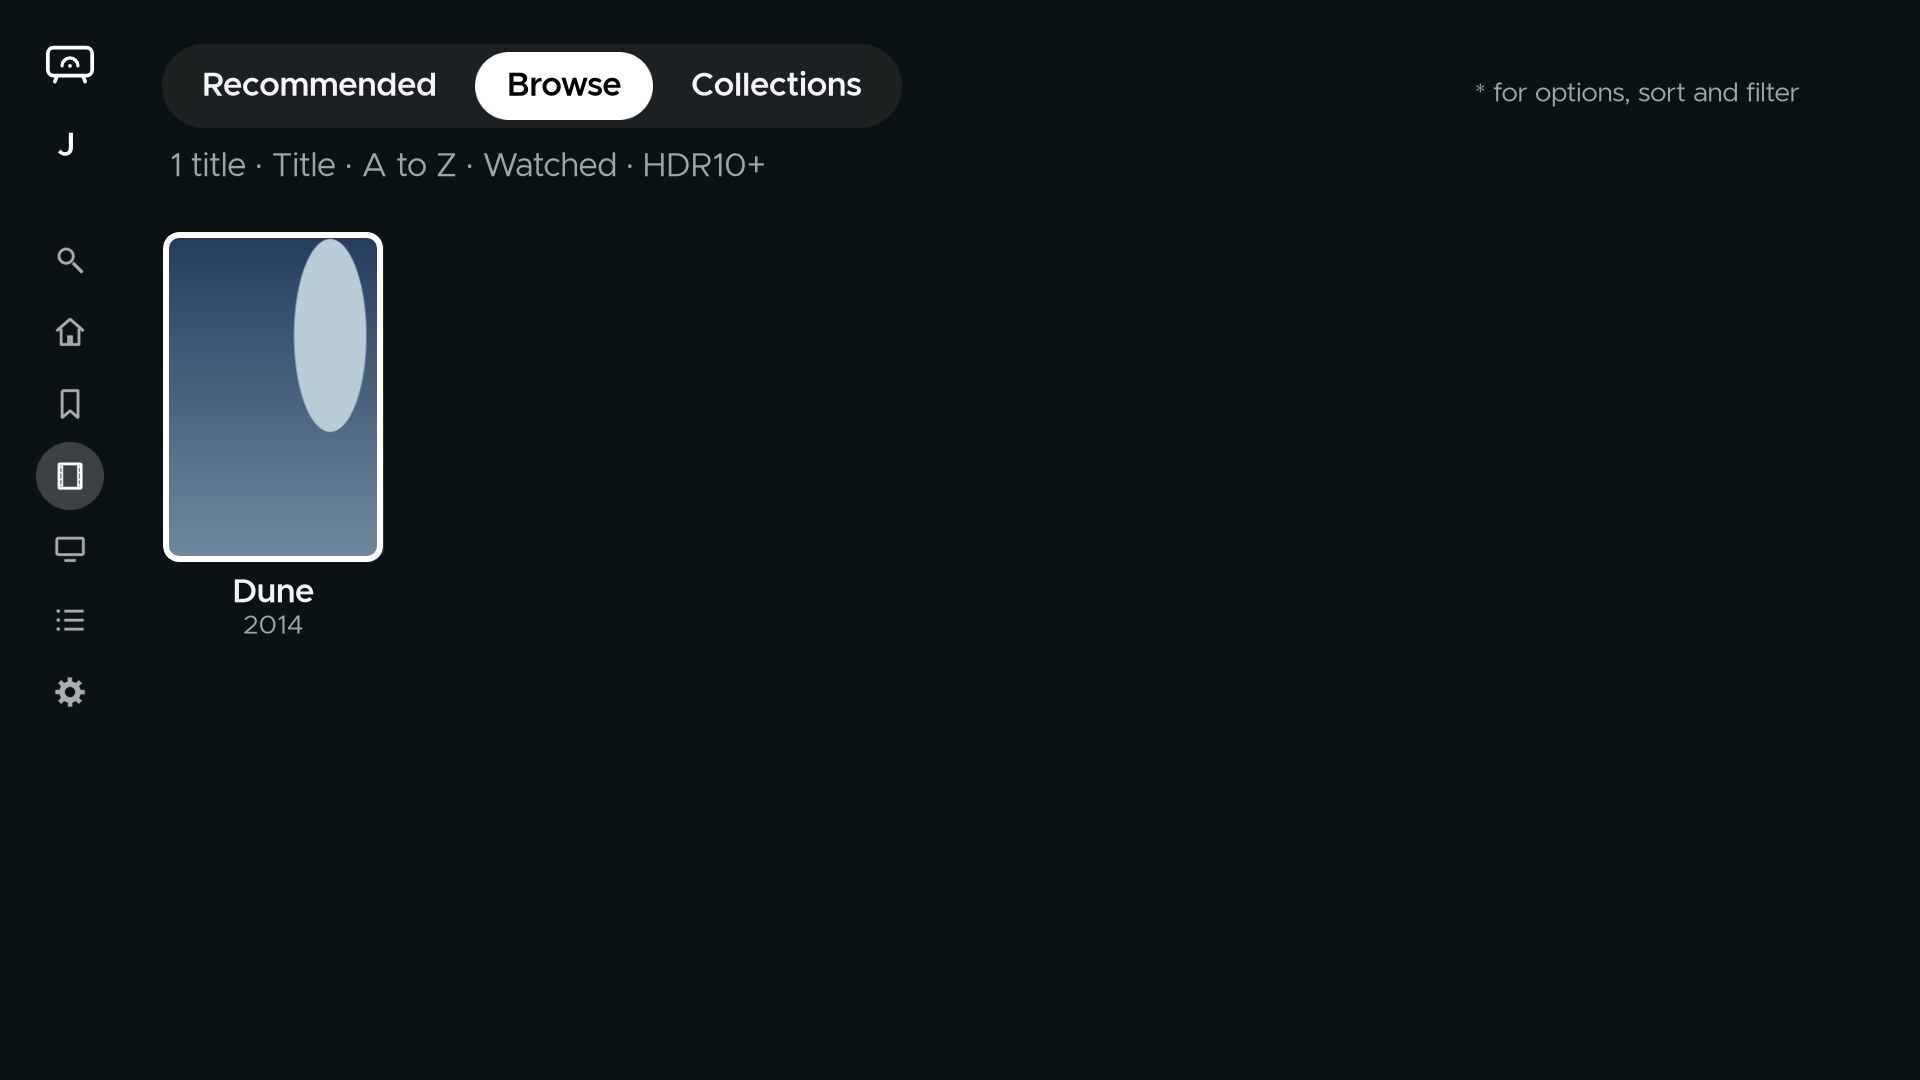 Recommended Browse Collections
* for options, sort and filter
J
1 title · Title · A to Z · Watched · HDR10+
Dune
2014